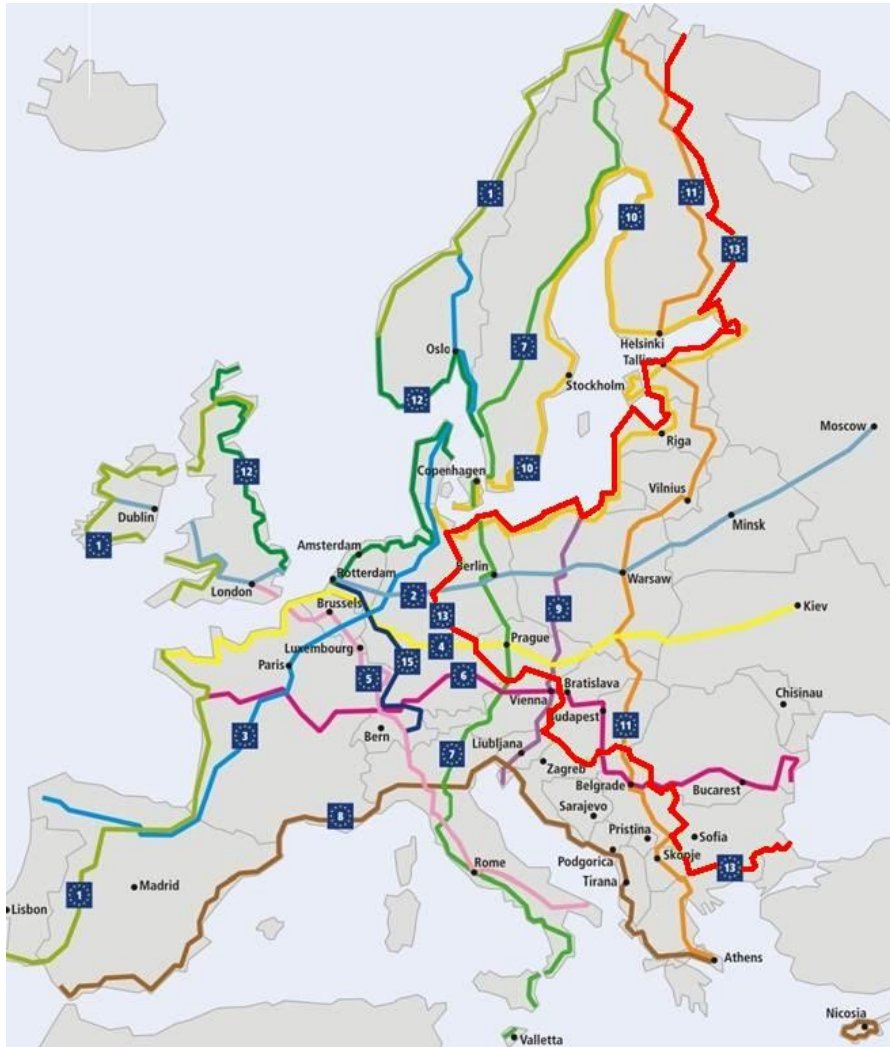 1
11
10
13
Helsinki
Oslo
7
Tallinn
Stockholm
12
Moscow
Riga
10
12
Copenhagen
Vilnius
Dublin
Minsk
1
Amsterdam
Berlin
Rotterdam
Warsaw
London
2
Brussels
13
9
Kiev
Luxembourg
4
Prague
15
Paris
5
6
Bratislava
Vienna
Chisinau
Budapest
3
11
Bern
7
Liubljana
Zagreb
Belgrade
Bucarest
Sarajevo
8
Pristina
Sofia
Podgorica
Skopje
Rome
13
Tirana
Madrid
1
Lisbon
Athens
Nicosia
Valletta